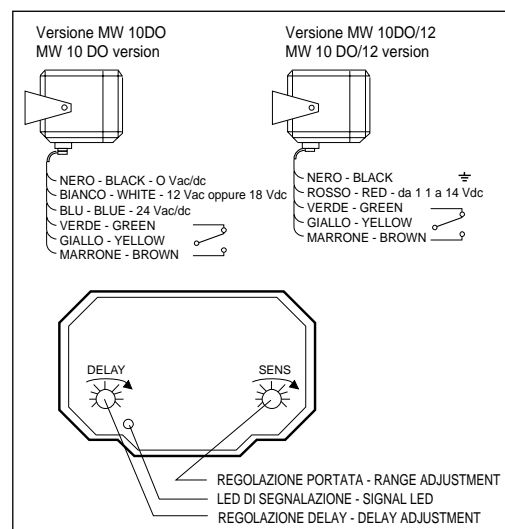 Versione MW 10DO
MW 10 DO version
NERO - BLACK - O Vac/dc
BIANCO - WHITE - 12 Vac oppure 18 Vdc
BLU - BLUE - 24 Vac/dc
VERDE - GREEN
GIALLO - YELLOW
MARRONE - BROWN
Versione MW 10DO/12
MW 10 DO/12 version
NERO - BLACK
ROSSO - RED - da 1 1 a 14 Vdc
VERDE - GREEN
GIALLO - YELLOW
MARRONE - BROWN
DELAY
SENS
REGOLAZIONE PORTATA - RANGE ADJUSTMENT
LED DI SEGNALAZIONE - SIGNAL LED
REGOLAZIONE DELAY - DELAY ADJUSTMENT